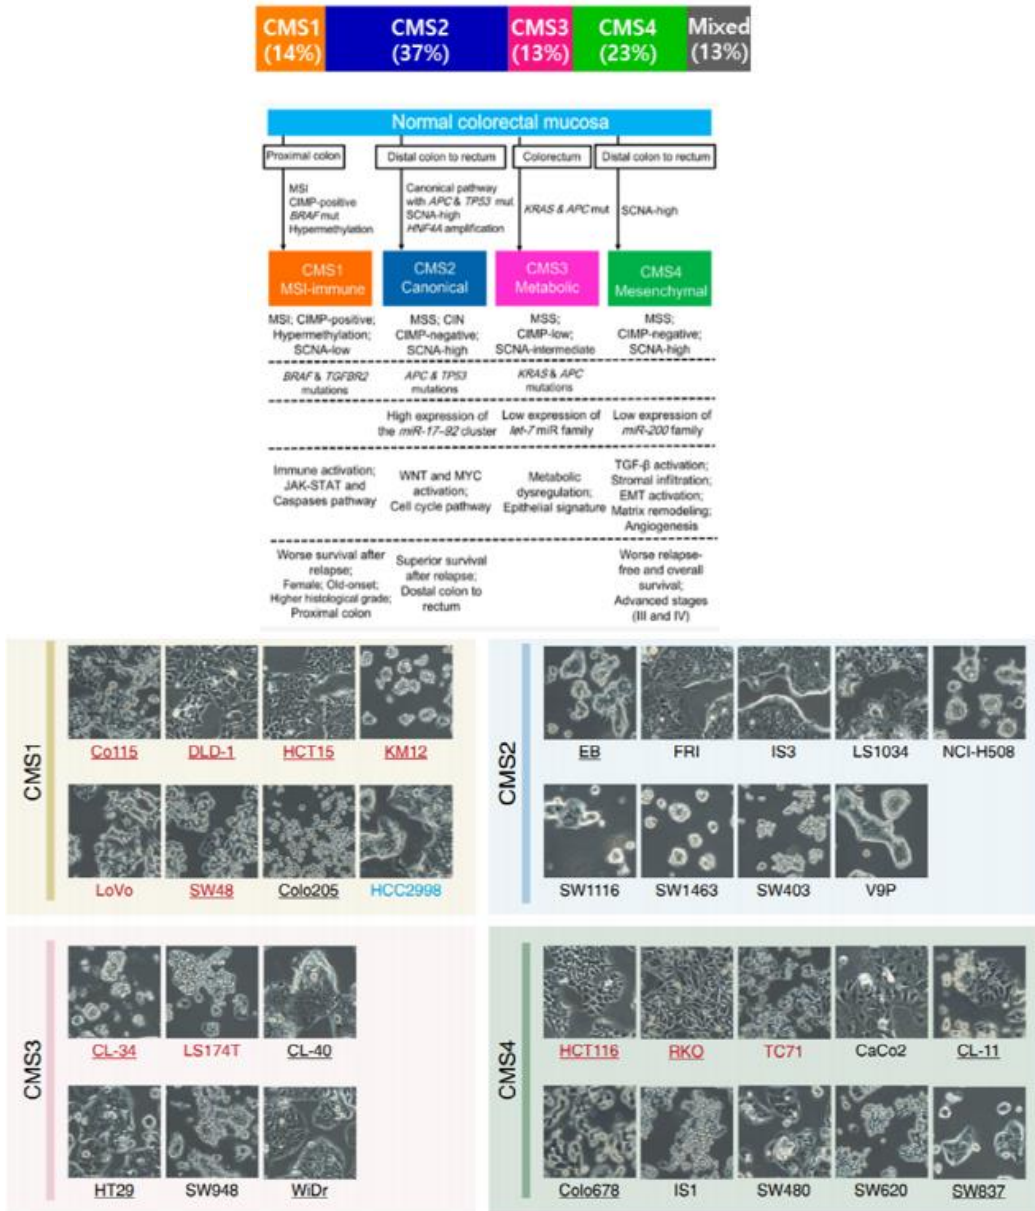 CMS1 CMS2 CMS3 CMS4 Mixed
(14%) (37%) (13%) (23%) (13%)
Normal colorectal mucosa
Proximal colon
Distal colon to rectum
Colorectum
Distal colon to rectum
MSI
CIMP-positive
BRAF mut
Hypermethylation
Canonical pathway
with APC & TP53 mut
SCNA-high
HNF4A amplification
KRAS & APC mut
SCNA-high
CMS1
MSI-immune
CMS2
Canonical
CMS3
Metabolic
CMS4
Mesenchymal
MSI; CIMP-positive;
Hypermethylation;
SCNA-low
MSS; CIN
CIMP-negative;
SCNA-high
MSS;
CIMP-low;
SCNA-intermediate
MSS;
CIMP-negative;
SCNA-high
BRAF & TGFBR2
mutations
APC & TP53
mutations
KRAS & APC
mutations
High expression of
the miR-17–92 cluster
Low expression of
let-7 miR family
Low expression of
miR-200 family
Immune activation;
JAK-STAT and
Caspases pathway
WNT and MYC
activation;
Cell cycle pathway
Metabolic
dysregulation;
Epithelial signature
TGF-β activation;
Stromal infiltration;
EMT activation;
Matrix remodeling;
Angiogenesis
Worse survival after
relapse;
Female; Old-onset;
Higher histological grade;
Proximal colon
Superior survival
after relapse;
Dostal colon to
rectum
Worse relapse-
free and overall
survival;
Advanced stages
(III and IV)
CMS1
Co115 DLD-1 HCT15 KM12
LoVo SW48 Colo205 HCC2998
CMS2
EB FRI IS3 LS1034 NCI-H508
SW1116 SW1463 SW403 V9P
CMS3
CL-34 LS174T CL-40
HT29 SW948 WiDr
CMS4
HCT116 RKO TC71 CaCo2 CL-11
Colo678 IS1 SW480 SW620 SW837